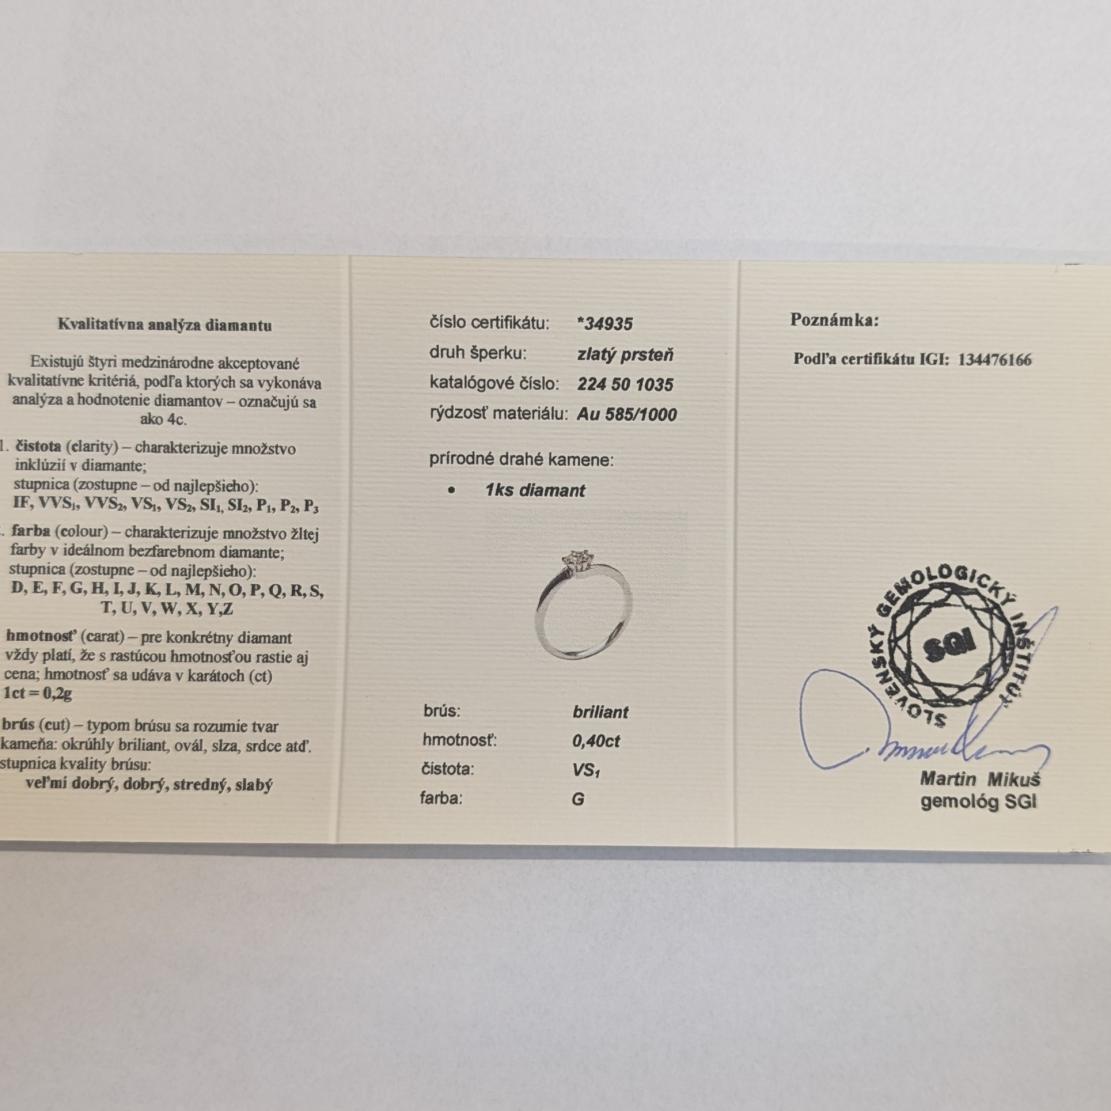 Kvalitatívna analýza diamantu
Existujú štyri medzinárodne akceptované
kvalitatívne kritériá, podľa ktorých sa vykonáva
analýza a hodnotenie diamantov – označujú sa
ako 4c.
1. čistota (clarity) – charakterizuje množstvo
inklúzií v diamante;
stupnica (zostupne – od najlepšieho):
IF, VVS₁, VVS₂, VS₁, VS₂, SI₁, SI₂, P₁, P₂, P₃
. farba (colour) – charakterizuje množstvo žltej
farby v ideálnom bezfarebnom diamante;
stupnica (zostupne – od najlepšieho):
D, E, F, G, H, I, J, K, L, M, N, O, P, Q, R, S,
T, U, V, W, X, Y,Z
hmotnosť (carat) – pre konkrétny diamant
vždy platí, že s rastúcou hmotnosťou rastie aj
cena; hmotnosť sa udáva v karátoch (ct)
1ct = 0,2g
brús (cut) – typom brúsu sa rozumie tvar
kameňa: okrúhly briliant, ovál, slza, srdce atď.
stupnica kvality brúsu:
veľmi dobrý, dobrý, stredný, slabý
číslo certifikátu: *34935
druh šperku: zlatý prsteň
katalógové číslo: 224 50 1035
rýdzosť materiálu: Au 585/1000
prírodné drahé kamene:
• 1ks diamant
brús: briliant
hmotnosť: 0,40ct
čistota: VS₁
farba: G
Poznámka:
Podľa certifikátu IGI: 134476166
SLOVENSKÝ GEMOLOGICKÝ INŠTITÚT
SGI
Martin Mikuš
gemológ SGI